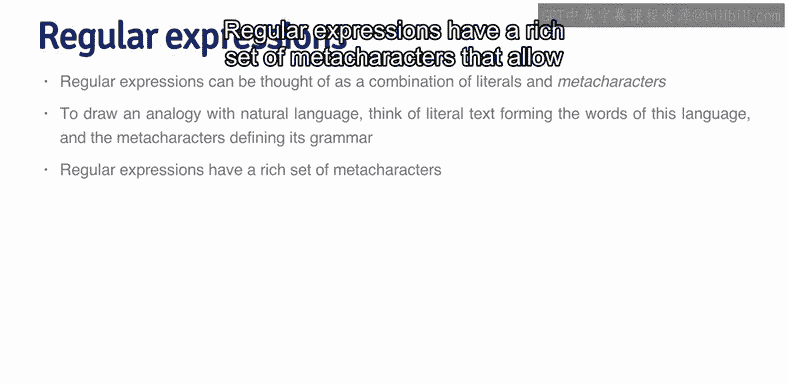 Regular expressions
Regular expressions have a rich
set of metacharacters that allow
· Regular expressions can be thought of as a combination of literals and metacharacters
· To draw an analogy with natural language, think of literal text forming the words of this language,
and the metacharacters defining its grammar
· Regular expressions have a rich set of metacharacters